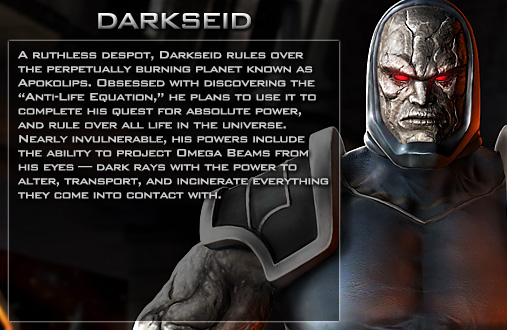 DARKSEID
A ruthless despot, Darkseid rules over
the perpetually burning planet known as
Apokolips. Obsessed with discovering the
“Anti-Life Equation,” he plans to use it to
complete his quest for absolute power,
and rule over all life in the universe.
Nearly invulnerable, his powers include
the ability to project Omega Beams from
his eyes — dark rays with the power to
alter, transport, and incinerate everything
they come into contact with.